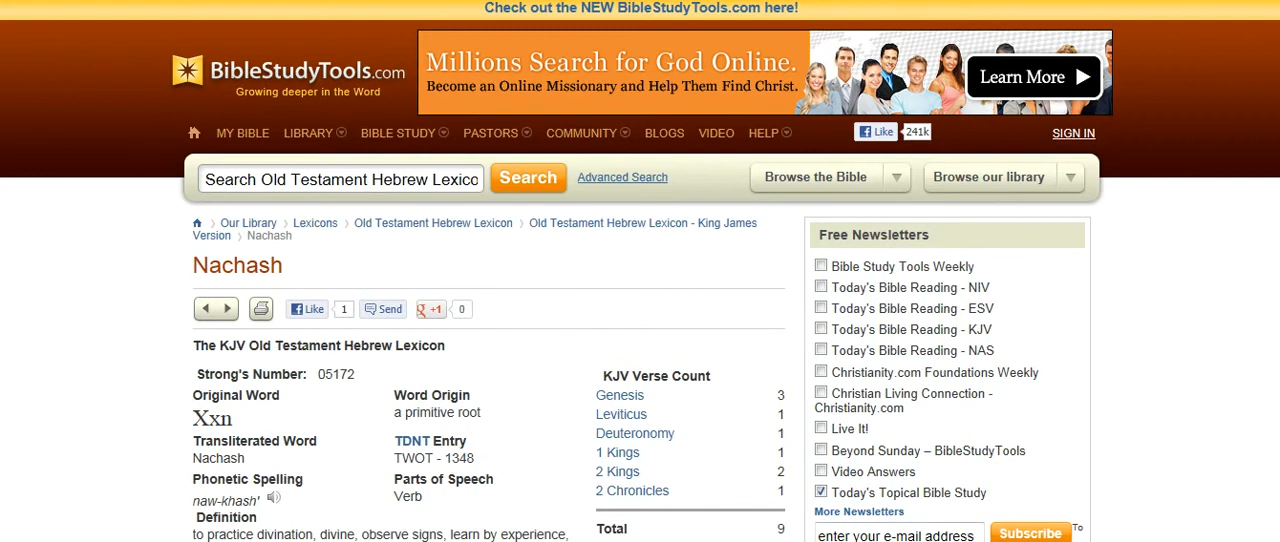 Check out the NEW BibleStudyTools.com here!
BibleStudyTools.com
Growing deeper in the Word
Millions Search for God Online.
Become an Online Missionary and Help Them Find Christ.
Learn More
MY BIBLE LIBRARY BIBLE STUDY PASTORS COMMUNITY BLOGS VIDEO HELP
Like 241k
SIGN IN
Search Old Testament Hebrew Lexico
Search
Advanced Search
Browse the Bible
Browse our library
Our Library Lexicons Old Testament Hebrew Lexicon Old Testament Hebrew Lexicon - King James
Version Nachash
Nachash
Like 1 Send +1 0
The KJV Old Testament Hebrew Lexicon
Strong's Number: 05172
Original Word
Xxn
Word Origin
a primitive root
Transliterated Word
Nachash
TDNT Entry
TWOT - 1348
Phonetic Spelling
naw-khash'
Parts of Speech
Verb
Definition
to practice divination, divine, observe signs, learn by experience,
KJV Verse Count
Genesis 3
Leviticus 1
Deuteronomy 1
1 Kings 1
2 Kings 2
2 Chronicles 1
Total 9
Free Newsletters
Bible Study Tools Weekly
Today's Bible Reading - NIV
Today's Bible Reading - ESV
Today's Bible Reading - KJV
Today's Bible Reading - NAS
Christianity.com Foundations Weekly
Christian Living Connection -
Christianity.com
Live It!
Beyond Sunday – BibleStudyTools
Video Answers
Today's Topical Bible Study
More Newsletters
enter your e-mail address
Subscribe
To